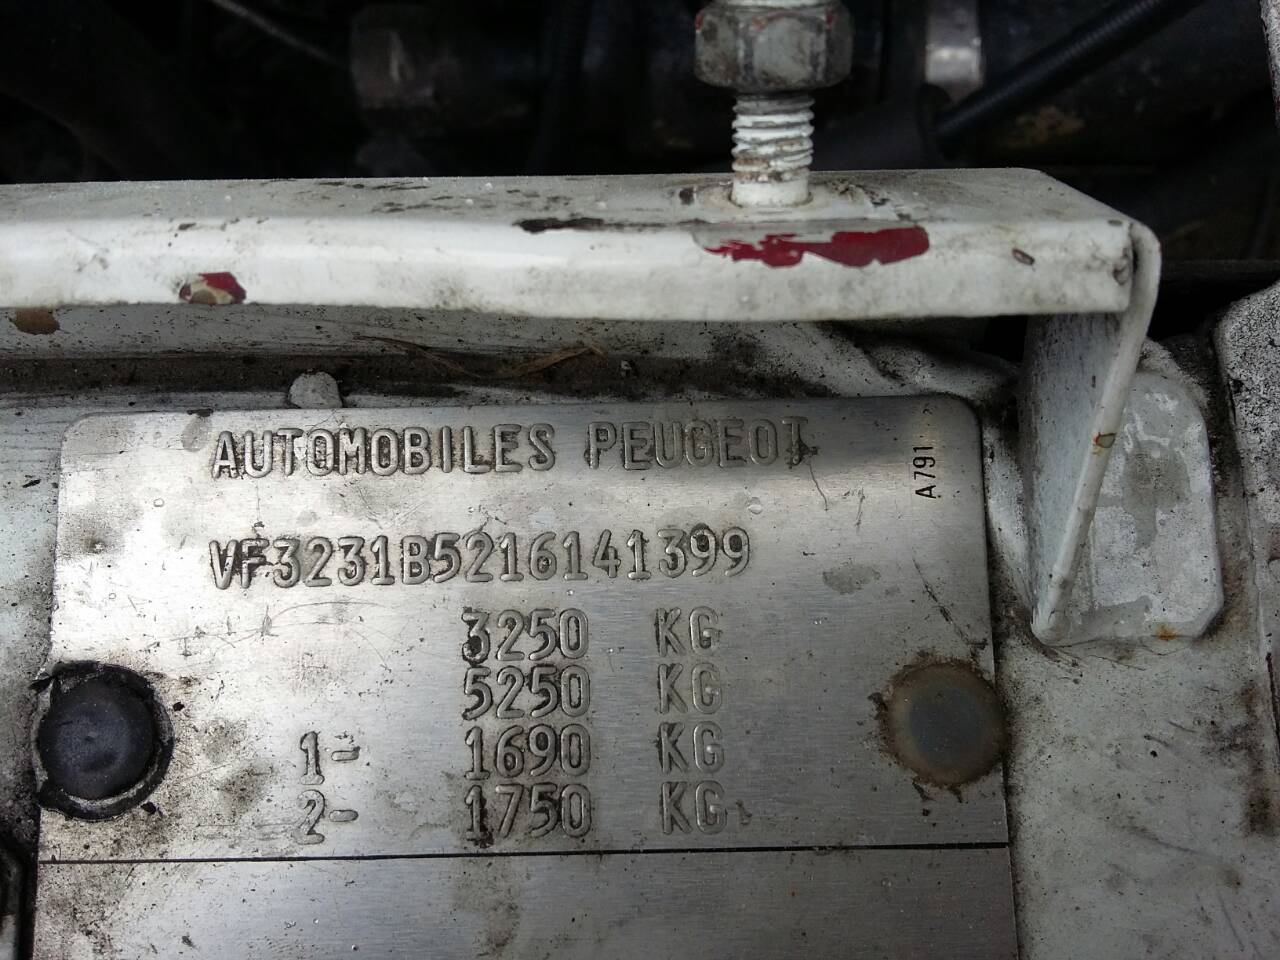 AUTOMOBILES PEUGEOT
A791
VF3231B5216141399
3250 KG
5250 KG
1- 1690 KG
2- 1750 KG